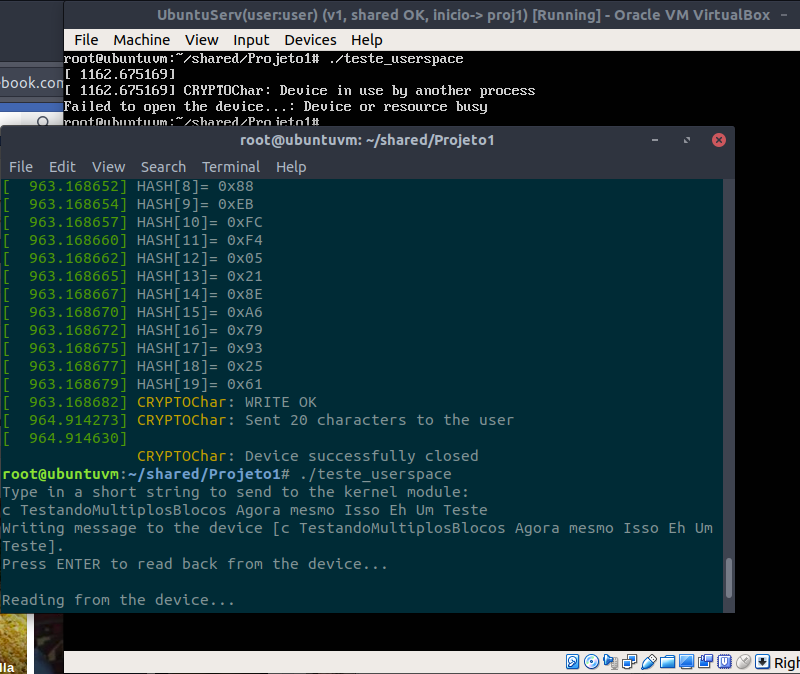 UbuntuServ(user:user) (v1, shared OK, inicio-> proj1) [Running] - Oracle VM VirtualBox
File Machine View Input Devices Help
root@ubuntuvm:~/shared/Projeto1# ./teste_userspace
[ 1162.675169]
[ 1162.675169] CRYPTOChar: Device in use by another process
Failed to open the device...: Device or resource busy
root@ubuntuvm:~/shared/Projeto1#
ebook.com
root@ubuntuvm: ~/shared/Projeto1
File Edit View Search Terminal Help
[  963.168652] HASH[8]= 0x88
[  963.168654] HASH[9]= 0xEB
[  963.168657] HASH[10]= 0xFC
[  963.168660] HASH[11]= 0xF4
[  963.168662] HASH[12]= 0x05
[  963.168665] HASH[13]= 0x21
[  963.168667] HASH[14]= 0x8E
[  963.168670] HASH[15]= 0xA6
[  963.168672] HASH[16]= 0x79
[  963.168675] HASH[17]= 0x93
[  963.168677] HASH[18]= 0x25
[  963.168679] HASH[19]= 0x61
[  963.168682] CRYPTOChar: WRITE OK
[  964.914273] CRYPTOChar: Sent 20 characters to the user
[  964.914630]
CRYPTOChar: Device successfully closed
root@ubuntuvm:~/shared/Projeto1# ./teste_userspace
Type in a short string to send to the kernel module:
c TestandoMultiplosBlocos Agora mesmo Isso Eh Um Teste
Writing message to the device [c TestandoMultiplosBlocos Agora mesmo Isso Eh Um
Teste].
Press ENTER to read back from the device...
Reading from the device...
lla
Righ